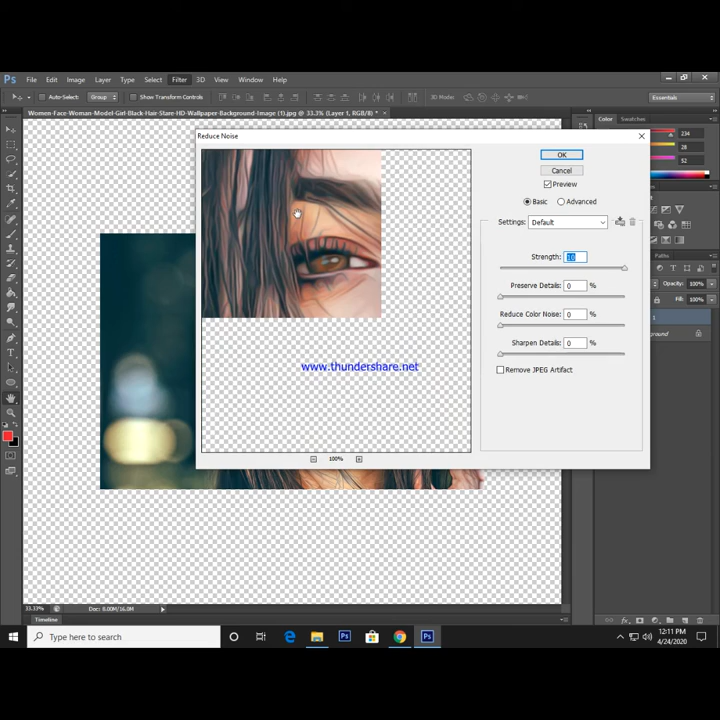 Ps File Edit Image Layer Type Select Filter 3D View Window Help
Auto-Select: Group Show Transform Controls 3D Mode: Essentials
Women-Face-Woman-Model-Girl-Black-Hair-Stare-HD-Wallpaper-Background-Image (1).jpg @ 33.3% (Layer 1, RGB/8) * ×
Color Swatches
234
28
52
Reduce Noise
OK
Cancel
Preview
Basic Advanced
Settings: Default
Strength: 10
Preserve Details: 0 %
Reduce Color Noise: 0 %
Sharpen Details: 0 %
Remove JPEG Artifact
www.thundershare.net
100%
Paths
Opacity: 100%
Fill: 100%
1
ground
33.33% Doc: 8.00M/16.0M
Timeline
Type here to search
12:11 PM
4/24/2020